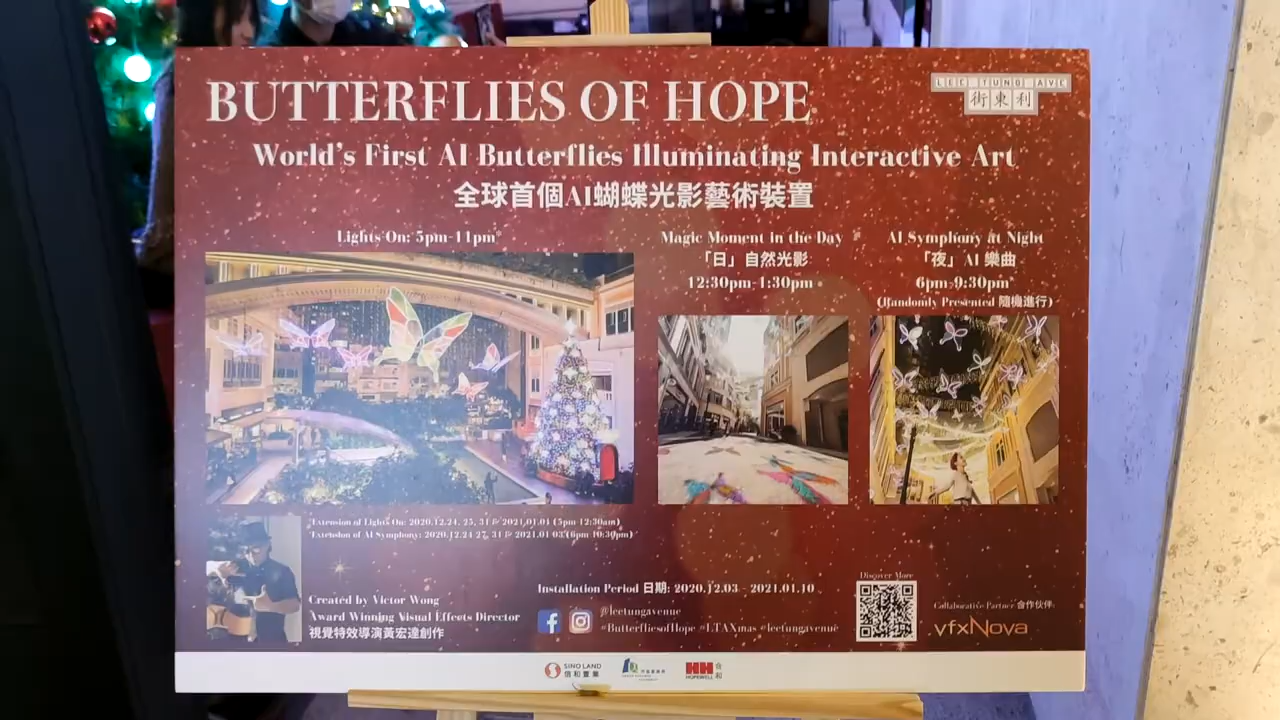 BUTTERFLIES OF HOPE
LEE TUNG AVE
街東利
World's First AI Butterflies Illuminating Interactive Art
全球首個AI蝴蝶光影藝術裝置
Lights On: 5pm-11pm*
Magic Moment in the Day
「日」自然光影
12:30pm-1:30pm
AI Symphony at Night
「夜」AI 樂曲
6pm-9:30pm*
(Randomly Presented 隨機進行)
*Extension of Lights On: 2020.12.24, 25, 31 & 2021.01.01 (5pm-12:30am)
*Extension of AI Symphony: 2020.12.24-27, 31 & 2021.01.03 (6pm-10:30pm)
Created by Victor Wong
Award Winning Visual Effects Director
視覺特效導演黃宏達創作
Installation Period 日期: 2020.12.03 - 2021.01.10
@leetungavenue
#ButterfliesofHope #LTAXmas #leetungavenue
Discover More
Collaborative Partner 合作伙伴:
vfxNova
SINO LAND
信和置業
HH
HOPEWELL
合和